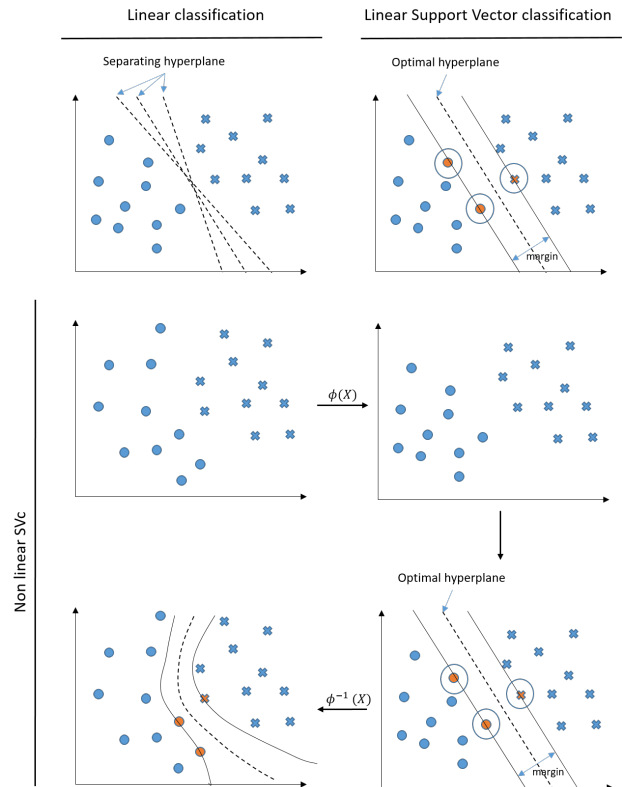 Linear classification
Linear Support Vector classification
Separating hyperplane
Optimal hyperplane
margin
Non linear SVc
ϕ(X)
Optimal hyperplane
ϕ⁻¹(X)
margin